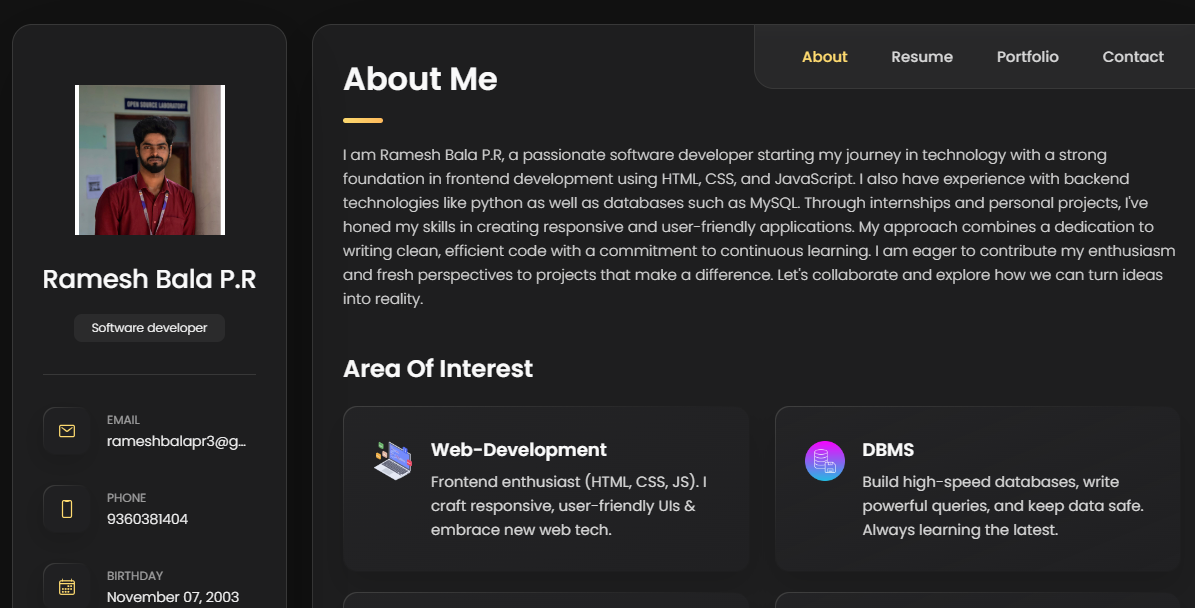 OPEN SOURCE LABORATORY
Ramesh Bala P.R
Software developer
EMAIL
rameshbalapr3@g...
PHONE
9360381404
BIRTHDAY
November 07, 2003
About
Resume
Portfolio
Contact
About Me
I am Ramesh Bala P.R, a passionate software developer starting my journey in technology with a strong
foundation in frontend development using HTML, CSS, and JavaScript. I also have experience with backend
technologies like python as well as databases such as MySQL. Through internships and personal projects, I've
honed my skills in creating responsive and user-friendly applications. My approach combines a dedication to
writing clean, efficient code with a commitment to continuous learning. I am eager to contribute my enthusiasm
and fresh perspectives to projects that make a difference. Let's collaborate and explore how we can turn ideas
into reality.
Area Of Interest
Web-Development
Frontend enthusiast (HTML, CSS, JS). I
craft responsive, user-friendly UIs &
embrace new web tech.
DBMS
Build high-speed databases, write
powerful queries, and keep data safe.
Always learning the latest.